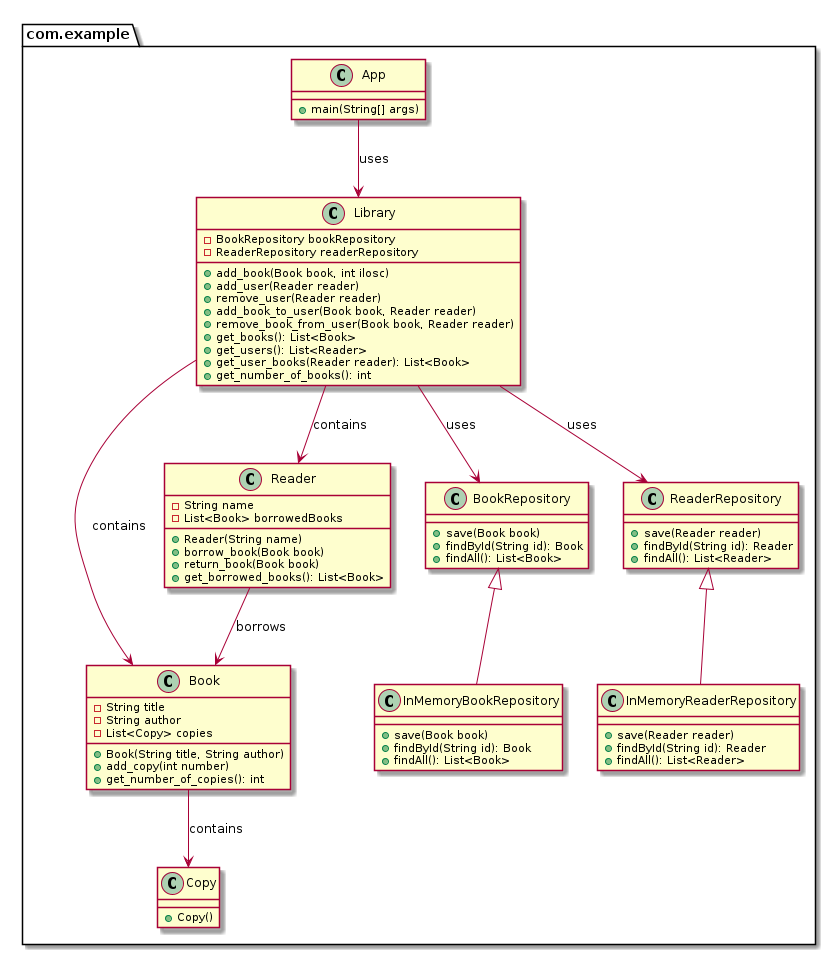 com.example
C App
main(String[] args)
uses
C Library
BookRepository bookRepository
ReaderRepository readerRepository
add_book(Book book, int ilosc)
add_user(Reader reader)
remove_user(Reader reader)
add_book_to_user(Book book, Reader reader)
remove_book_from_user(Book book, Reader reader)
get_books(): List<Book>
get_users(): List<Reader>
get_user_books(Reader reader): List<Book>
get_number_of_books(): int
contains
uses
uses
C Reader
String name
List<Book> borrowedBooks
Reader(String name)
borrow_book(Book book)
return_book(Book book)
get_borrowed_books(): List<Book>
C BookRepository
save(Book book)
findById(String id): Book
findAll(): List<Book>
C ReaderRepository
save(Reader reader)
findById(String id): Reader
findAll(): List<Reader>
contains
borrows
C Book
String title
String author
List<Copy> copies
Book(String title, String author)
add_copy(int number)
get_number_of_copies(): int
C InMemoryBookRepository
save(Book book)
findById(String id): Book
findAll(): List<Book>
C InMemoryReaderRepository
save(Reader reader)
findById(String id): Reader
findAll(): List<Reader>
contains
C Copy
Copy()